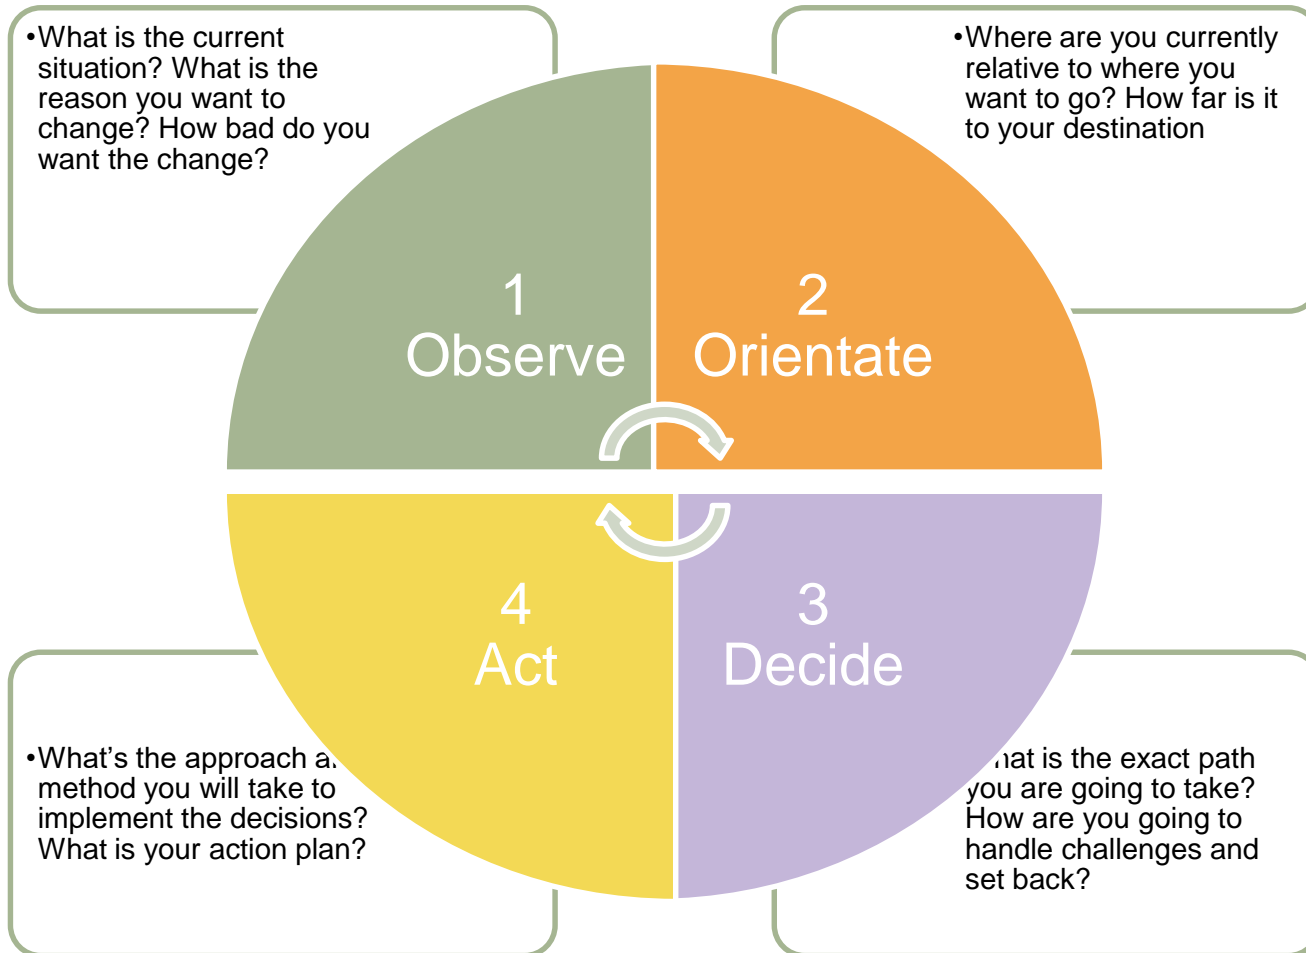 •What is the current
situation? What is the
reason you want to
change? How bad do you
want the change?
•Where are you currently
relative to where you
want to go? How far is it
to your destination
1
Observe
2
Orientate
4
Act
3
Decide
•What's the approach
method you will take to
implement the decisions?
What is your action plan?
is the exact path
you are going to take?
How are you going to
handle challenges and
set back?